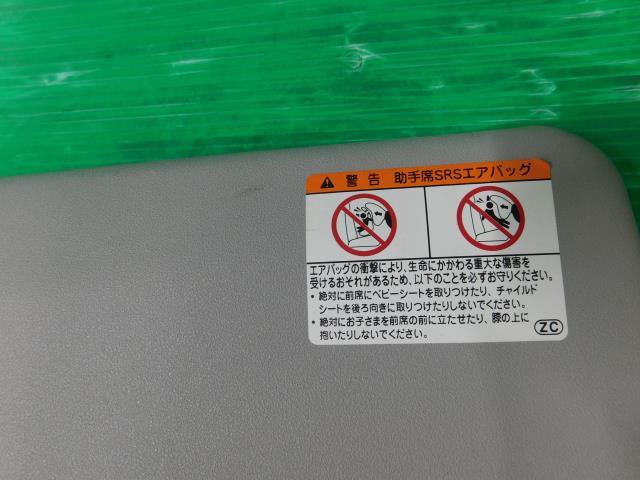 警告 助手席SRSエアバッグ
エアバッグの衝撃により、生命にかかわる重大な傷害を
受けるおそれがあるため、以下のことを必ずお守りください。
・絶対に前席にベビーシートを取りつけたり、チャイルド
シートを後ろ向きに取りつけたりしないでください。
・絶対にお子さまを前席の前に立たせたり、膝の上に
抱いたりしないでください。
ZC